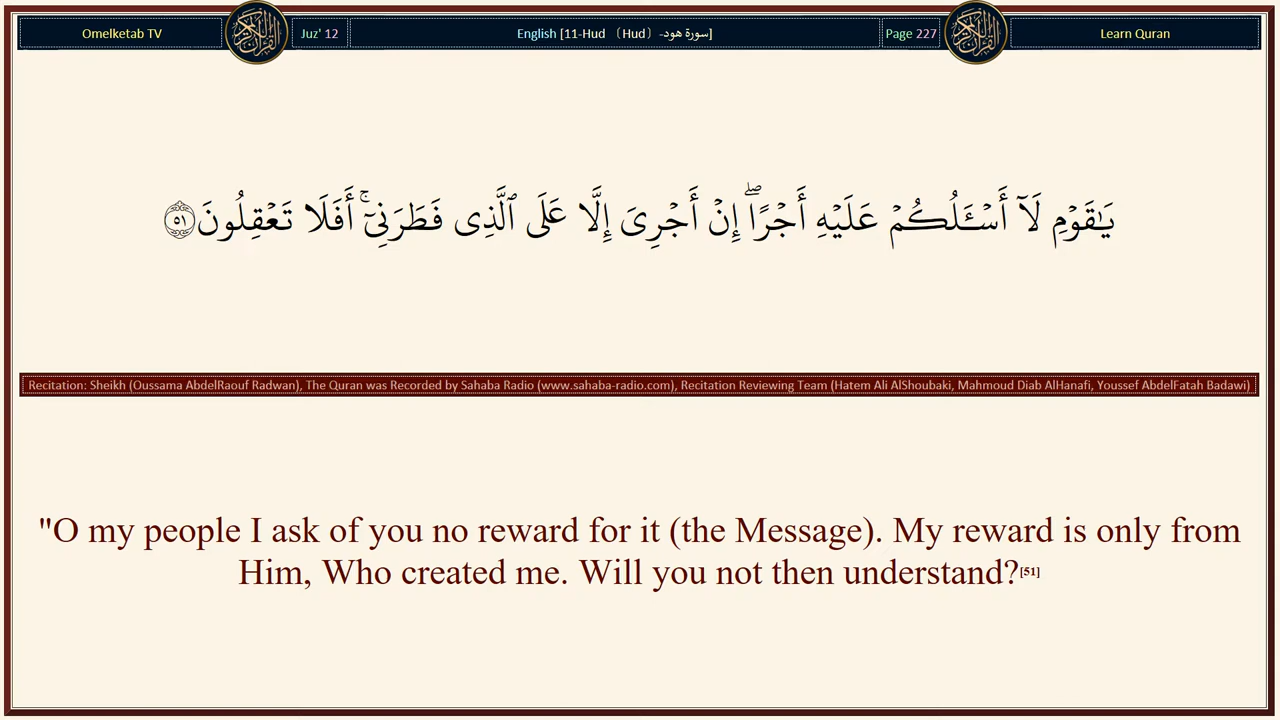 Omelketab TV
Juz' 12
English [11-Hud (Hud) -سورة هود]
Page 227
Learn Quran
يَٰقَوْمِ لَآ أَسْـَٔلُكُمْ عَلَيْهِ أَجْرًا ۖ إِنْ أَجْرِىَ إِلَّا عَلَى ٱلَّذِى فَطَرَنِىٓ ۚ أَفَلَا تَعْقِلُونَ ٥١
Recitation: Sheikh (Oussama AbdelRaouf Radwan), The Quran was Recorded by Sahaba Radio (www.sahaba-radio.com), Recitation Reviewing Team (Hatem Ali AlShoubaki, Mahmoud Diab AlHanafi, Youssef AbdelFatah Badawi)
"O my people I ask of you no reward for it (the Message). My reward is only from
Him, Who created me. Will you not then understand?[51]